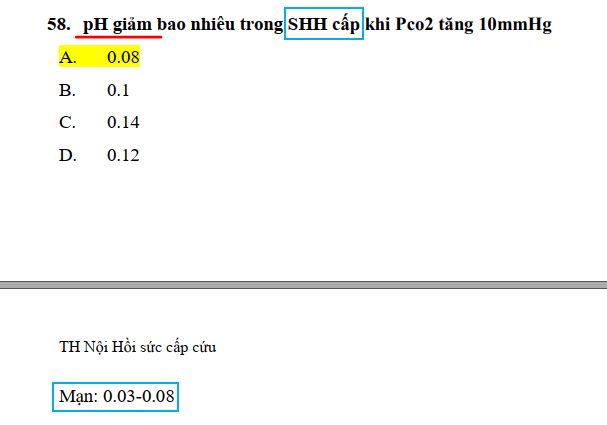 58. pH giảm bao nhiêu trong SHH cấp khi Pco2 tăng 10mmHg
A. 0.08
B. 0.1
C. 0.14
D. 0.12
TH Nội Hồi sức cấp cứu
Mạn: 0.03-0.08